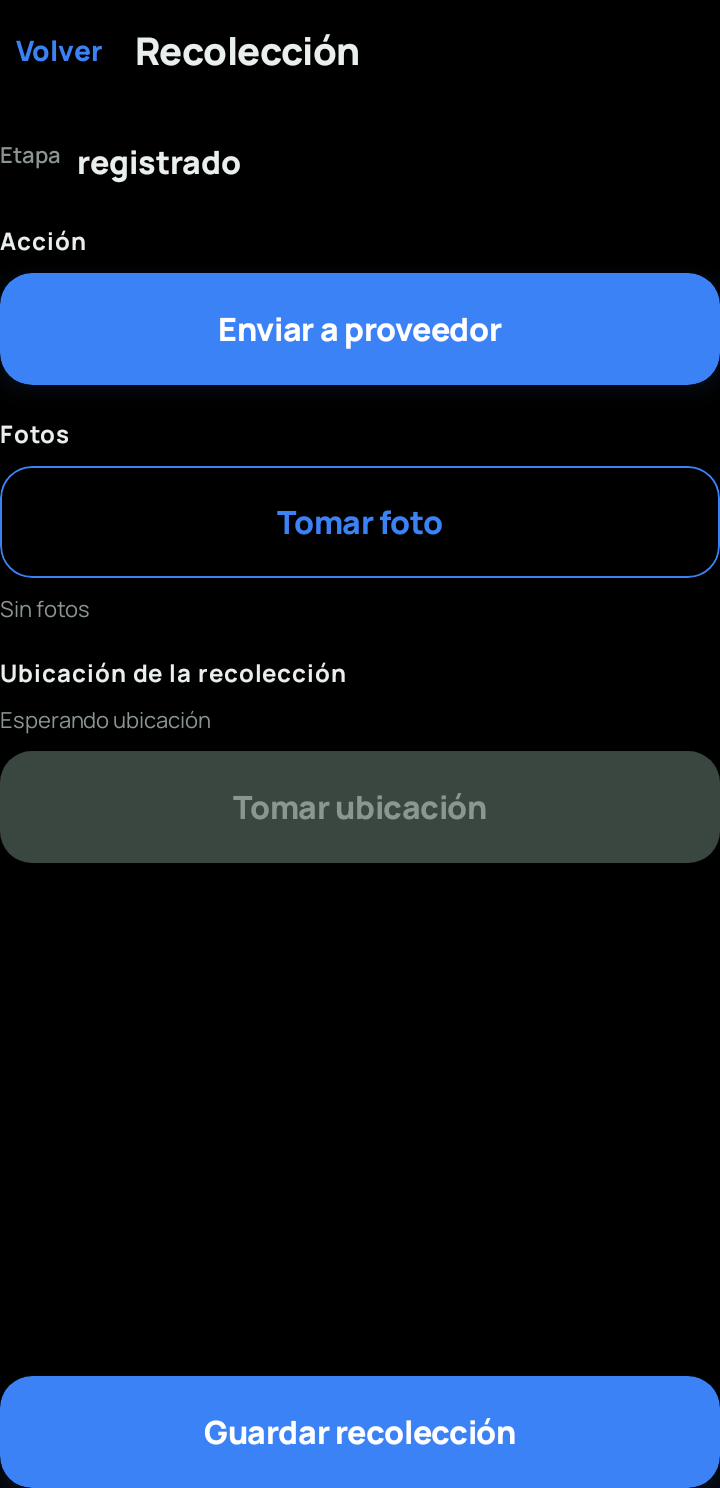 Volver Recolección
Etapa registrado
Acción
Enviar a proveedor
Fotos
Tomar foto
Sin fotos
Ubicación de la recolección
Esperando ubicación
Tomar ubicación
Guardar recolección